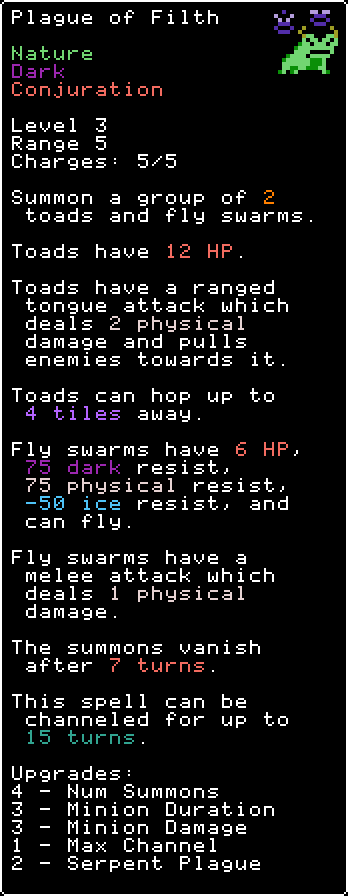 Plague of Filth
Nature
Dark
Conjuration
Level 3
Range 5
Charges: 5/5
Summon a group of 2
toads and fly swarms.
Toads have 12 HP.
Toads have a ranged
tongue attack which
deals 2 physical
damage and pulls
enemies towards it.
Toads can hop up to
4 tiles away.
Fly swarms have 6 HP,
75 dark resist,
75 physical resist,
-50 ice resist, and
can fly.
Fly swarms have a
melee attack which
deals 1 physical
damage.
The summons vanish
after 7 turns.
This spell can be
channeled for up to
15 turns.
Upgrades:
4 - Num Summons
3 - Minion Duration
3 - Minion Damage
1 - Max Channel
2 - Serpent Plague